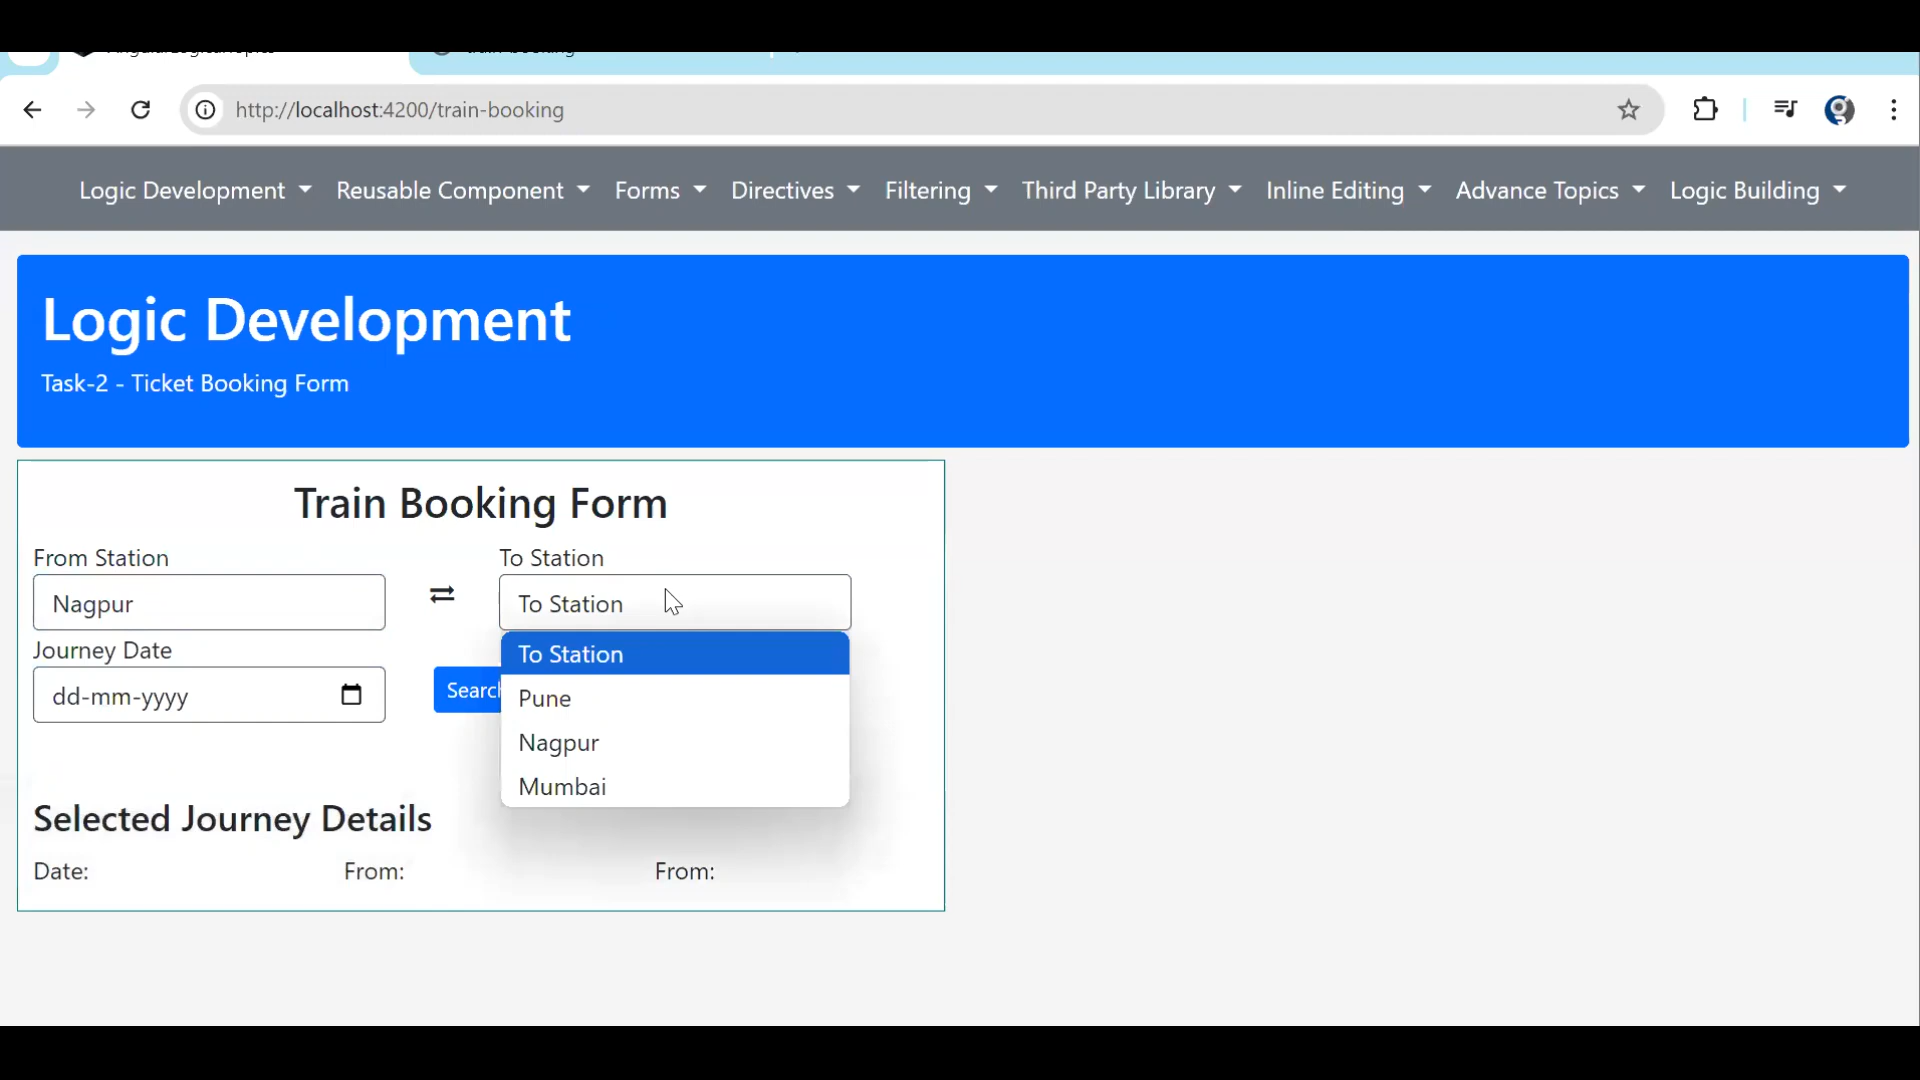 http://localhost:4200/train-booking
Logic Development Reusable Component Forms Directives Filtering Third Party Library Inline Editing Advance Topics Logic Building
Logic Development
Task-2 - Ticket Booking Form
Train Booking Form
From Station To Station
Nagpur To Station
Journey Date To Station
dd-mm-yyyy Search Pune
Nagpur
Mumbai
Selected Journey Details
Date: From: From: